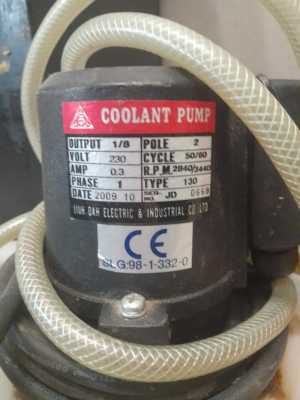 COOLANT PUMP
OUTPUT 1/8 POLE 2
VOLT 230 CYCLE 50/60
AMP 0.3 R.P.M. 2840/3440
PHASE 1 TYPE 130
DATE 2009 10 NO. JD
DAH ELECTRIC & INDUSTRIAL CO LTD
CE
SLG:98-1-332-0